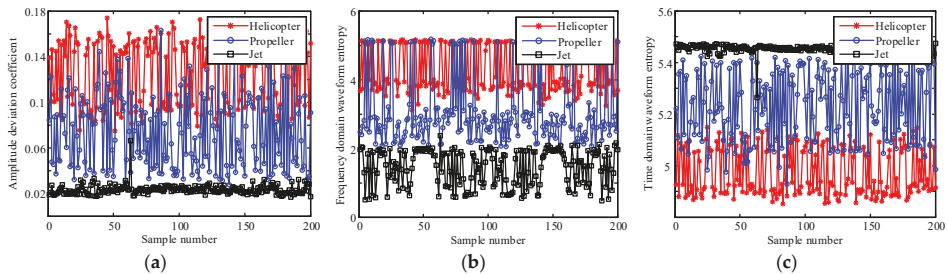 0.18
0.14
0.1
0.06
0.02
0
50
100
150
200
Amplitude deviation coefficient
Sample number
Helicopter
Propeller
Jet
(a)
6
4
2
0
0
50
100
150
200
Frequency domain waveform entropy
Sample number
Helicopter
Propeller
Jet
(b)
5.6
5.4
5.2
5
0
50
100
150
200
Time domain waveform entropy
Sample number
Helicopter
Propeller
Jet
(c)